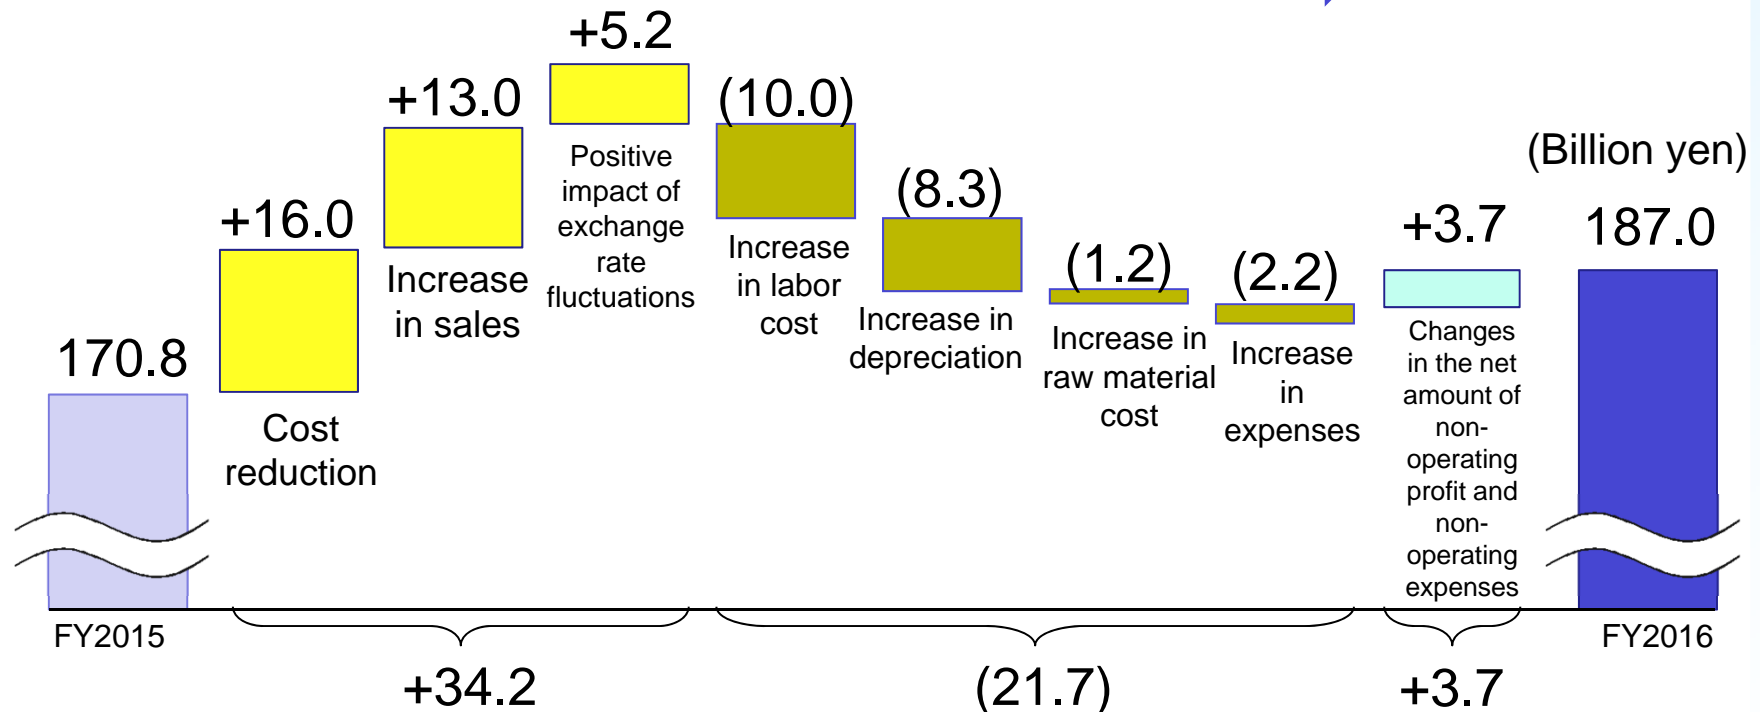 +5.2
+13.0
(10.0)
(Billion yen)
Positive
impact of
exchange
rate
fluctuations
(8.3)
+16.0
+3.7
187.0
Increase
in labor
cost
(1.2)
(2.2)
Increase
in sales
170.8
Increase in
depreciation
Increase in
raw material
cost
Increase
in
expenses
Changes
in the net
amount of
non-
operating
profit and
non-
operating
expenses
Cost
reduction
FY2015
FY2016
+34.2
(21.7)
+3.7